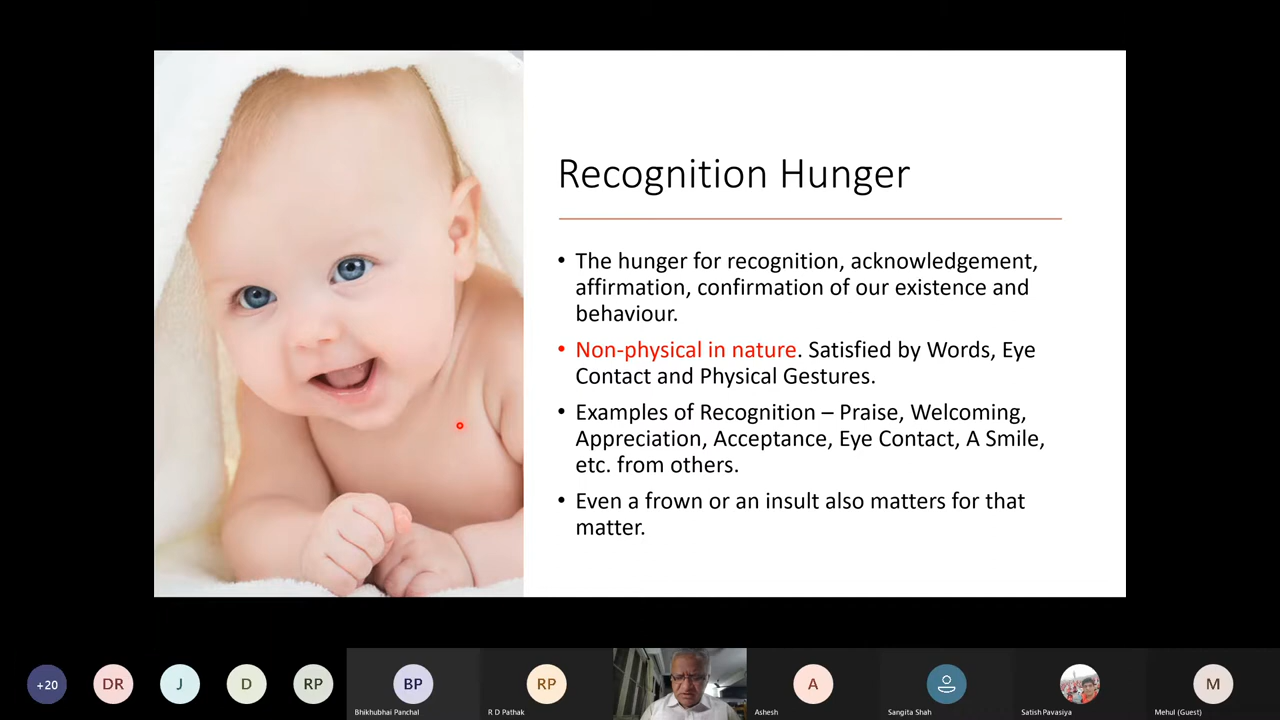 Recognition Hunger
• The hunger for recognition, acknowledgement,
affirmation, confirmation of our existence and
behaviour.
• Non-physical in nature. Satisfied by Words, Eye
Contact and Physical Gestures.
• Examples of Recognition – Praise, Welcoming,
Appreciation, Acceptance, Eye Contact, A Smile,
etc. from others.
• Even a frown or an insult also matters for that
matter.
+20
DR
J
D
RP
BP
RP
A
M
Bhikhubhai Panchal
R D Pathak
Ashesh
Sangita Shah
Satish Pavasiya
Mehul (Guest)